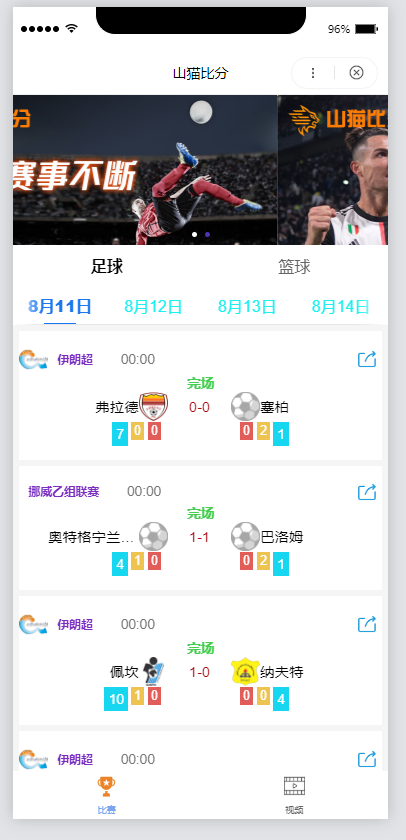 96%
山猫比分
分
赛事不断
山猫比
足球 篮球
8月11日 8月12日 8月13日 8月14日
伊朗超 00:00
完场
弗拉德 0-0 塞柏
7 0 0 0 2 1
挪威乙组联赛 00:00
完场
奥特格宁兰... 1-1 巴洛姆
4 1 0 0 2 1
伊朗超 00:00
完场
佩坎 1-0 纳夫特
10 1 0 0 0 4
伊朗超 00:00
比赛 视频